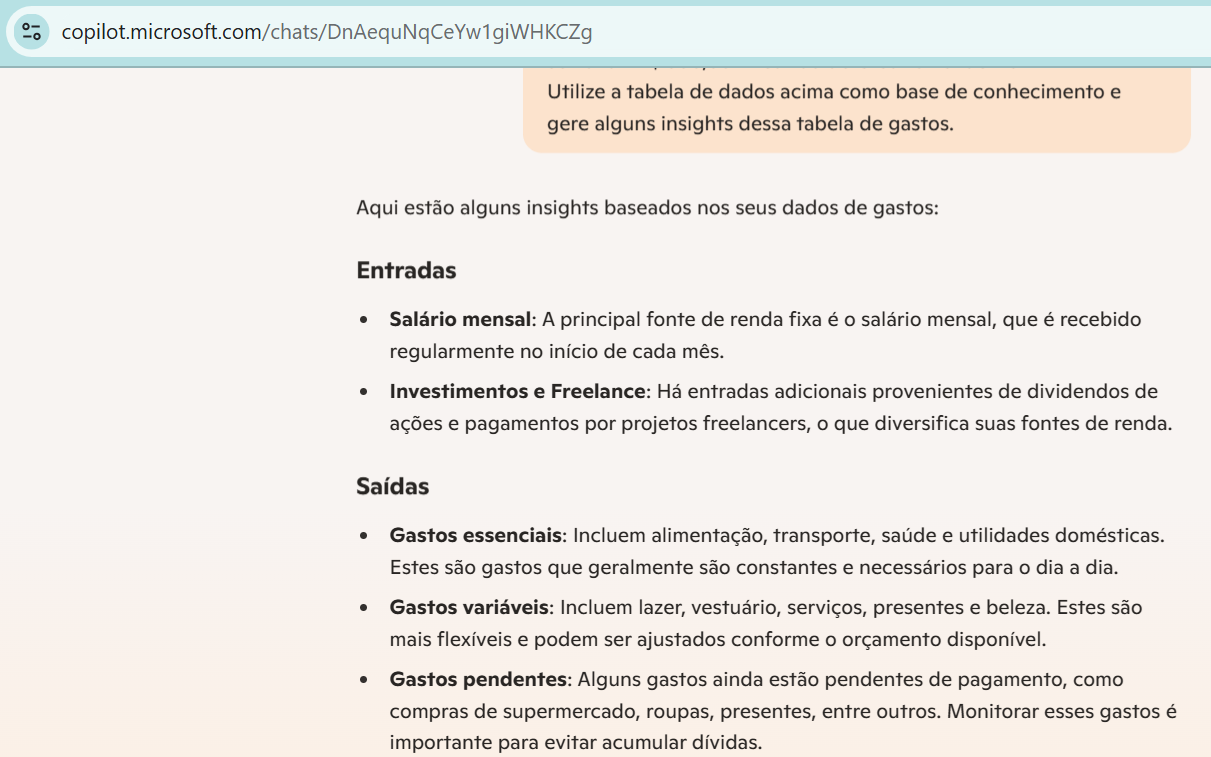 copilot.microsoft.com/chats/DnAequNqCeYw1giWHKCZg
Utilize a tabela de dados acima como base de conhecimento e
gere alguns insights dessa tabela de gastos.
Aqui estão alguns insights baseados nos seus dados de gastos:
Entradas
• Salário mensal: A principal fonte de renda fixa é o salário mensal, que é recebido
regularmente no início de cada mês.
• Investimentos e Freelance: Há entradas adicionais provenientes de dividendos de
ações e pagamentos por projetos freelancers, o que diversifica suas fontes de renda.
Saídas
• Gastos essenciais: Incluem alimentação, transporte, saúde e utilidades domésticas.
Estes são gastos que geralmente são constantes e necessários para o dia a dia.
• Gastos variáveis: Incluem lazer, vestuário, serviços, presentes e beleza. Estes são
mais flexíveis e podem ser ajustados conforme o orçamento disponível.
• Gastos pendentes: Alguns gastos ainda estão pendentes de pagamento, como
compras de supermercado, roupas, presentes, entre outros. Monitorar esses gastos é
importante para evitar acumular dívidas.